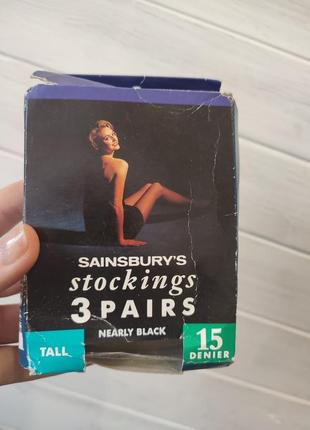 SAINSBURY'S
stockings
3 PAIRS
NEARLY BLACK
TALL
15
DENIER